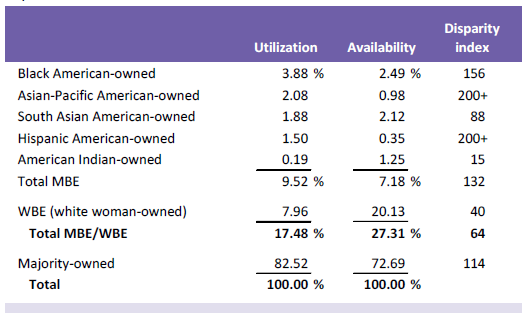 Utilization Availability Disparity index
Black American-owned 3.88 % 2.49 % 156
Asian-Pacific American-owned 2.08 0.98 200+
South Asian American-owned 1.88 2.12 88
Hispanic American-owned 1.50 0.35 200+
American Indian-owned 0.19 1.25 15
Total MBE 9.52 % 7.18 % 132
WBE (white woman-owned) 7.96 20.13 40
Total MBE/WBE 17.48 % 27.31 % 64
Majority-owned 82.52 72.69 114
Total 100.00 % 100.00 %